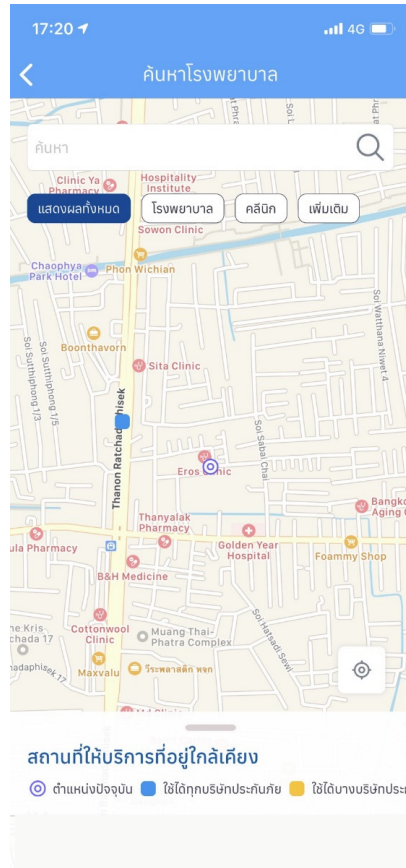 17:20
4G
ค้นหาโรงพยาบาล
ค้นหา
Clinic Ya
Pharmacy
Hospitality
Institute
แสดงผลทั้งหมด
โรงพยาบาล
คลีนิก
เพิ่มเติม
Sowon Clinic
Chaophya
Park Hotel
Phon Wichian
Soi Watthana Niwet 4
Soi Sutthiphong 1/3
Soi Sutthiphong 1/5
Boonthavorn
Sita Clinic
Thanon Ratchadaphisek
Soi Sabai Chai
Eros Clinic
Thanyalak
Pharmacy
Golden Year
Hospital
Foammy Shop
B&H Medicine
Cottonwool
Clinic
Muang Thai-
Phatra Complex
Soi Hatsadi Sewi
Maxvalu
วีระพลาสติก
สถานที่ให้บริการที่อยู่ใกล้เคียง
ตำแหน่งปัจจุบัน
ใช้ได้ทุกบริษัทประกันภัย
ใช้ได้บางบริษัทประ